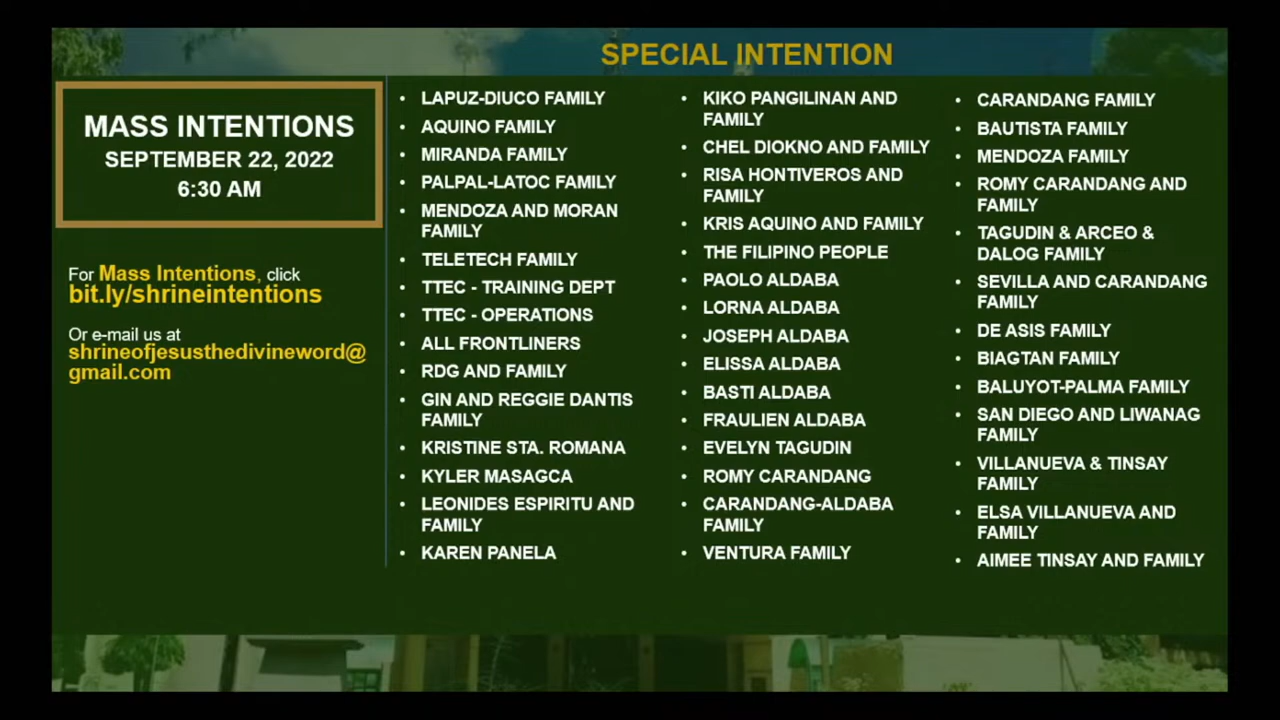 SPECIAL INTENTION
MASS INTENTIONS
SEPTEMBER 22, 2022
6:30 AM
For Mass Intentions, click
bit.ly/shrineintentions
Or e-mail us at
shrineofjesusthedivineword@
gmail.com
• LAPUZ-DIUCO FAMILY
• AQUINO FAMILY
• MIRANDA FAMILY
• PALPAL-LATOC FAMILY
• MENDOZA AND MORAN
FAMILY
• TELETECH FAMILY
• TTEC - TRAINING DEPT
• TTEC - OPERATIONS
• ALL FRONTLINERS
• RDG AND FAMILY
• GIN AND REGGIE DANTIS
FAMILY
• KRISTINE STA. ROMANA
• KYLER MASAGCA
• LEONIDES ESPIRITU AND
FAMILY
• KAREN PANELA
• KIKO PANGILINAN AND
FAMILY
• CHEL DIOKNO AND FAMILY
• RISA HONTIVEROS AND
FAMILY
• KRIS AQUINO AND FAMILY
• THE FILIPINO PEOPLE
• PAOLO ALDABA
• LORNA ALDABA
• JOSEPH ALDABA
• ELISSA ALDABA
• BASTI ALDABA
• FRAULIEN ALDABA
• EVELYN TAGUDIN
• ROMY CARANDANG
• CARANDANG-ALDABA
FAMILY
• VENTURA FAMILY
• CARANDANG FAMILY
• BAUTISTA FAMILY
• MENDOZA FAMILY
• ROMY CARANDANG AND
FAMILY
• TAGUDIN & ARCEO &
DALOG FAMILY
• SEVILLA AND CARANDANG
FAMILY
• DE ASIS FAMILY
• BIAGTAN FAMILY
• BALUYOT-PALMA FAMILY
• SAN DIEGO AND LIWANAG
FAMILY
• VILLANUEVA & TINSAY
FAMILY
• ELSA VILLANUEVA AND
FAMILY
• AIMEE TINSAY AND FAMILY